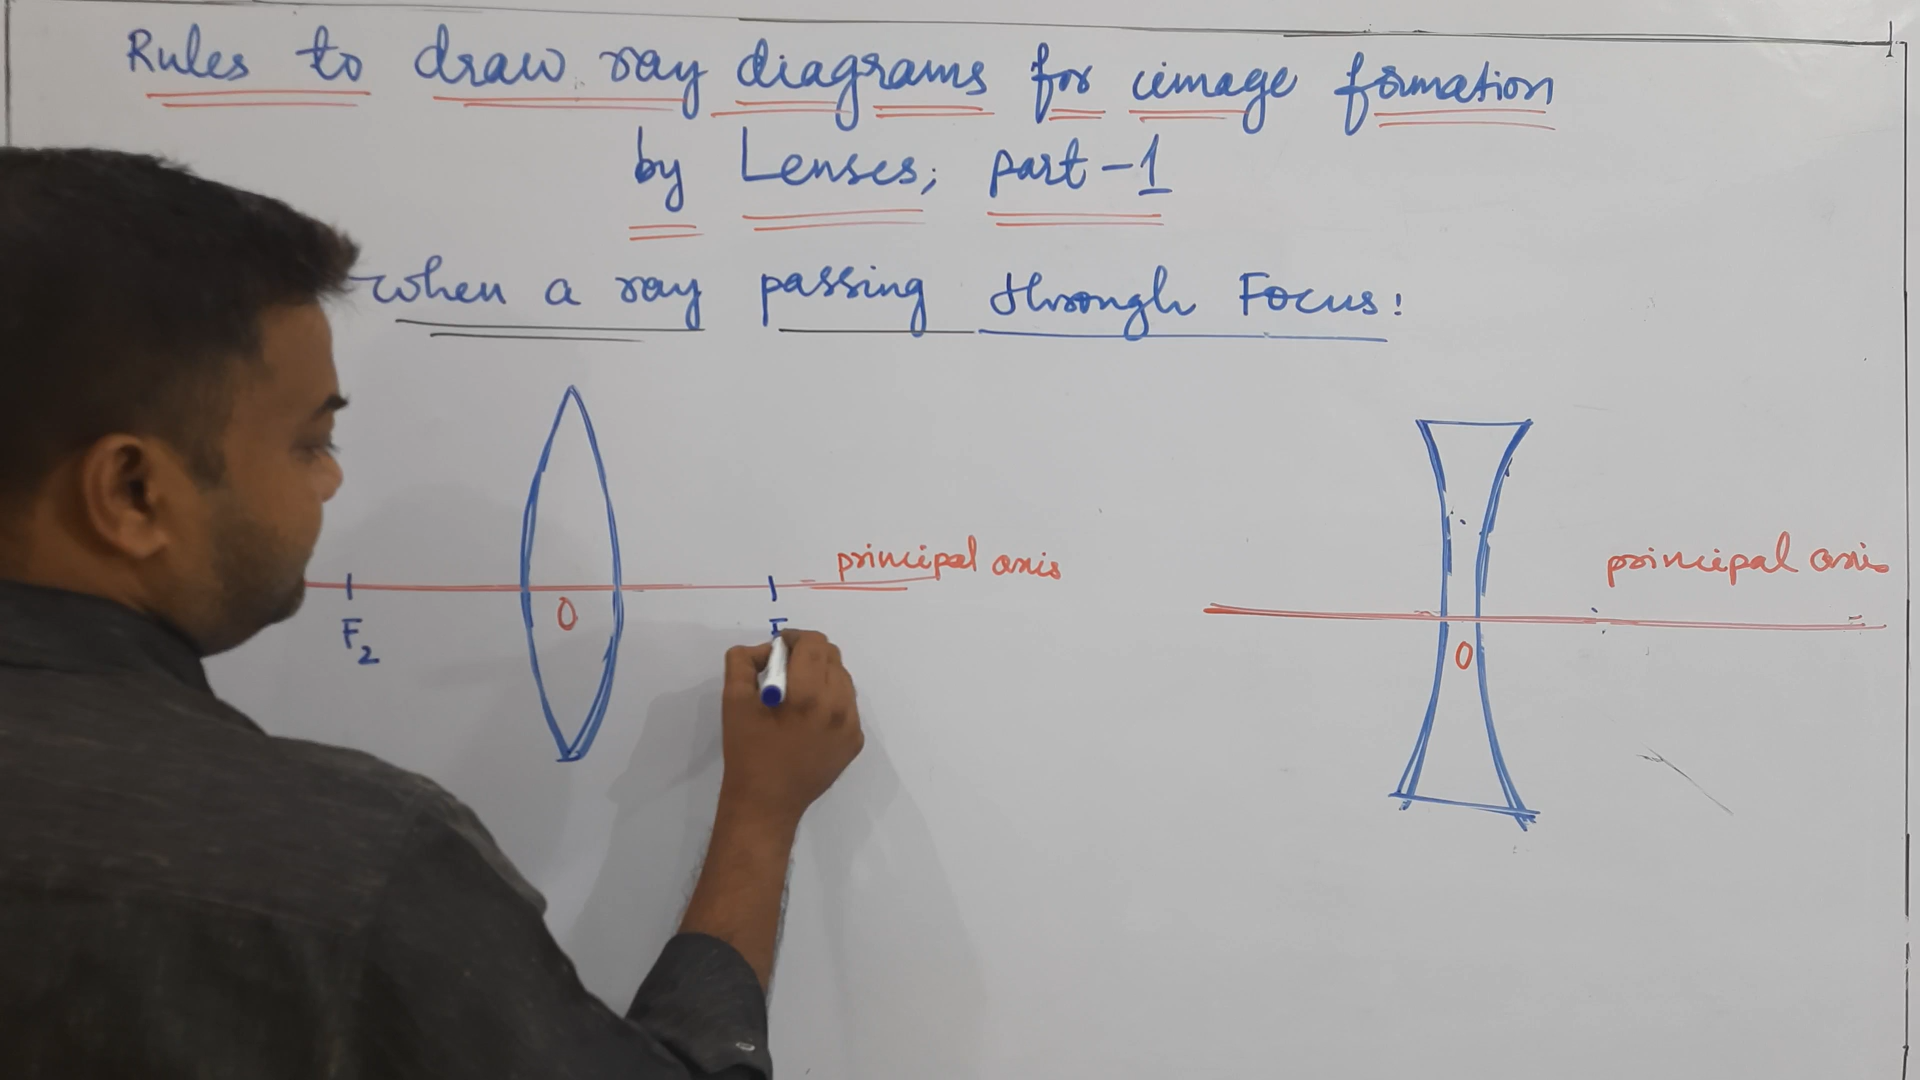 Rules to draw ray diagrams for image formation
by Lenses; part-1
when a ray passing through Focus:
principal axis
principal axis
F2
O
F
O